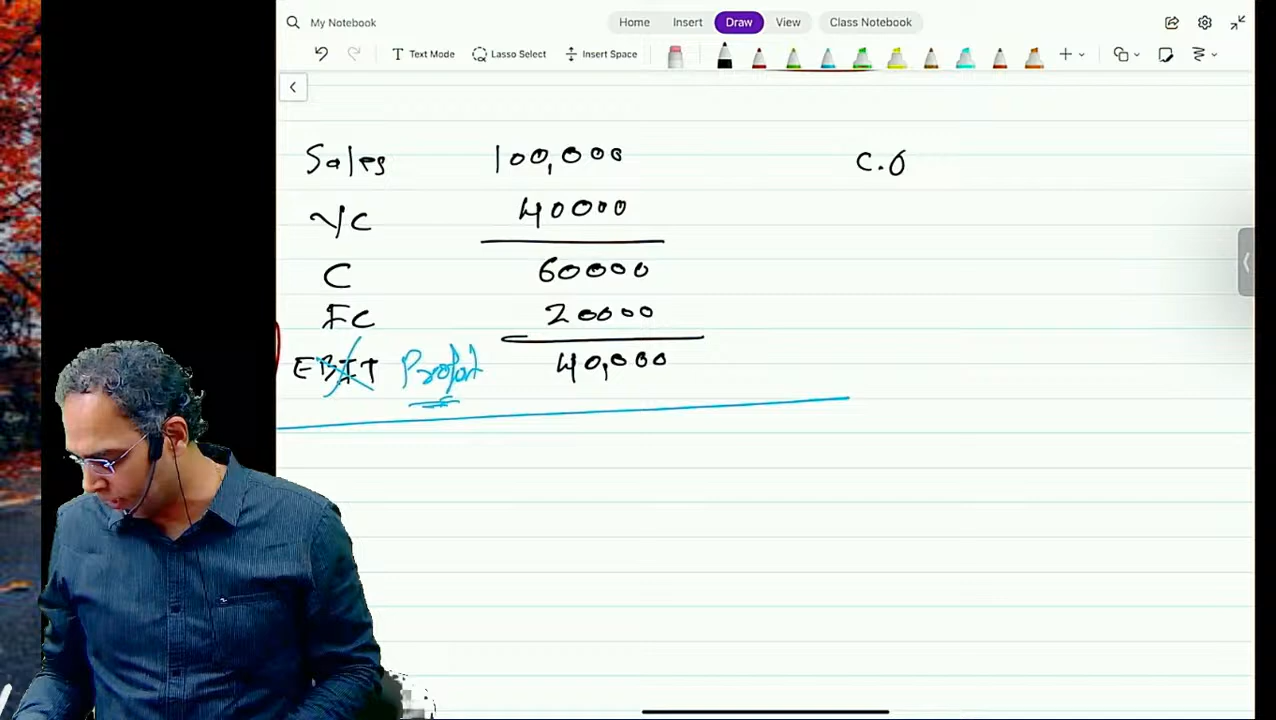 My Notebook
Home Insert Draw View Class Notebook
Text Mode Lasso Select Insert Space
Sales 100,000 C.O
VC 40000
C 60000
FC 20000
EBIT Profit 40,000